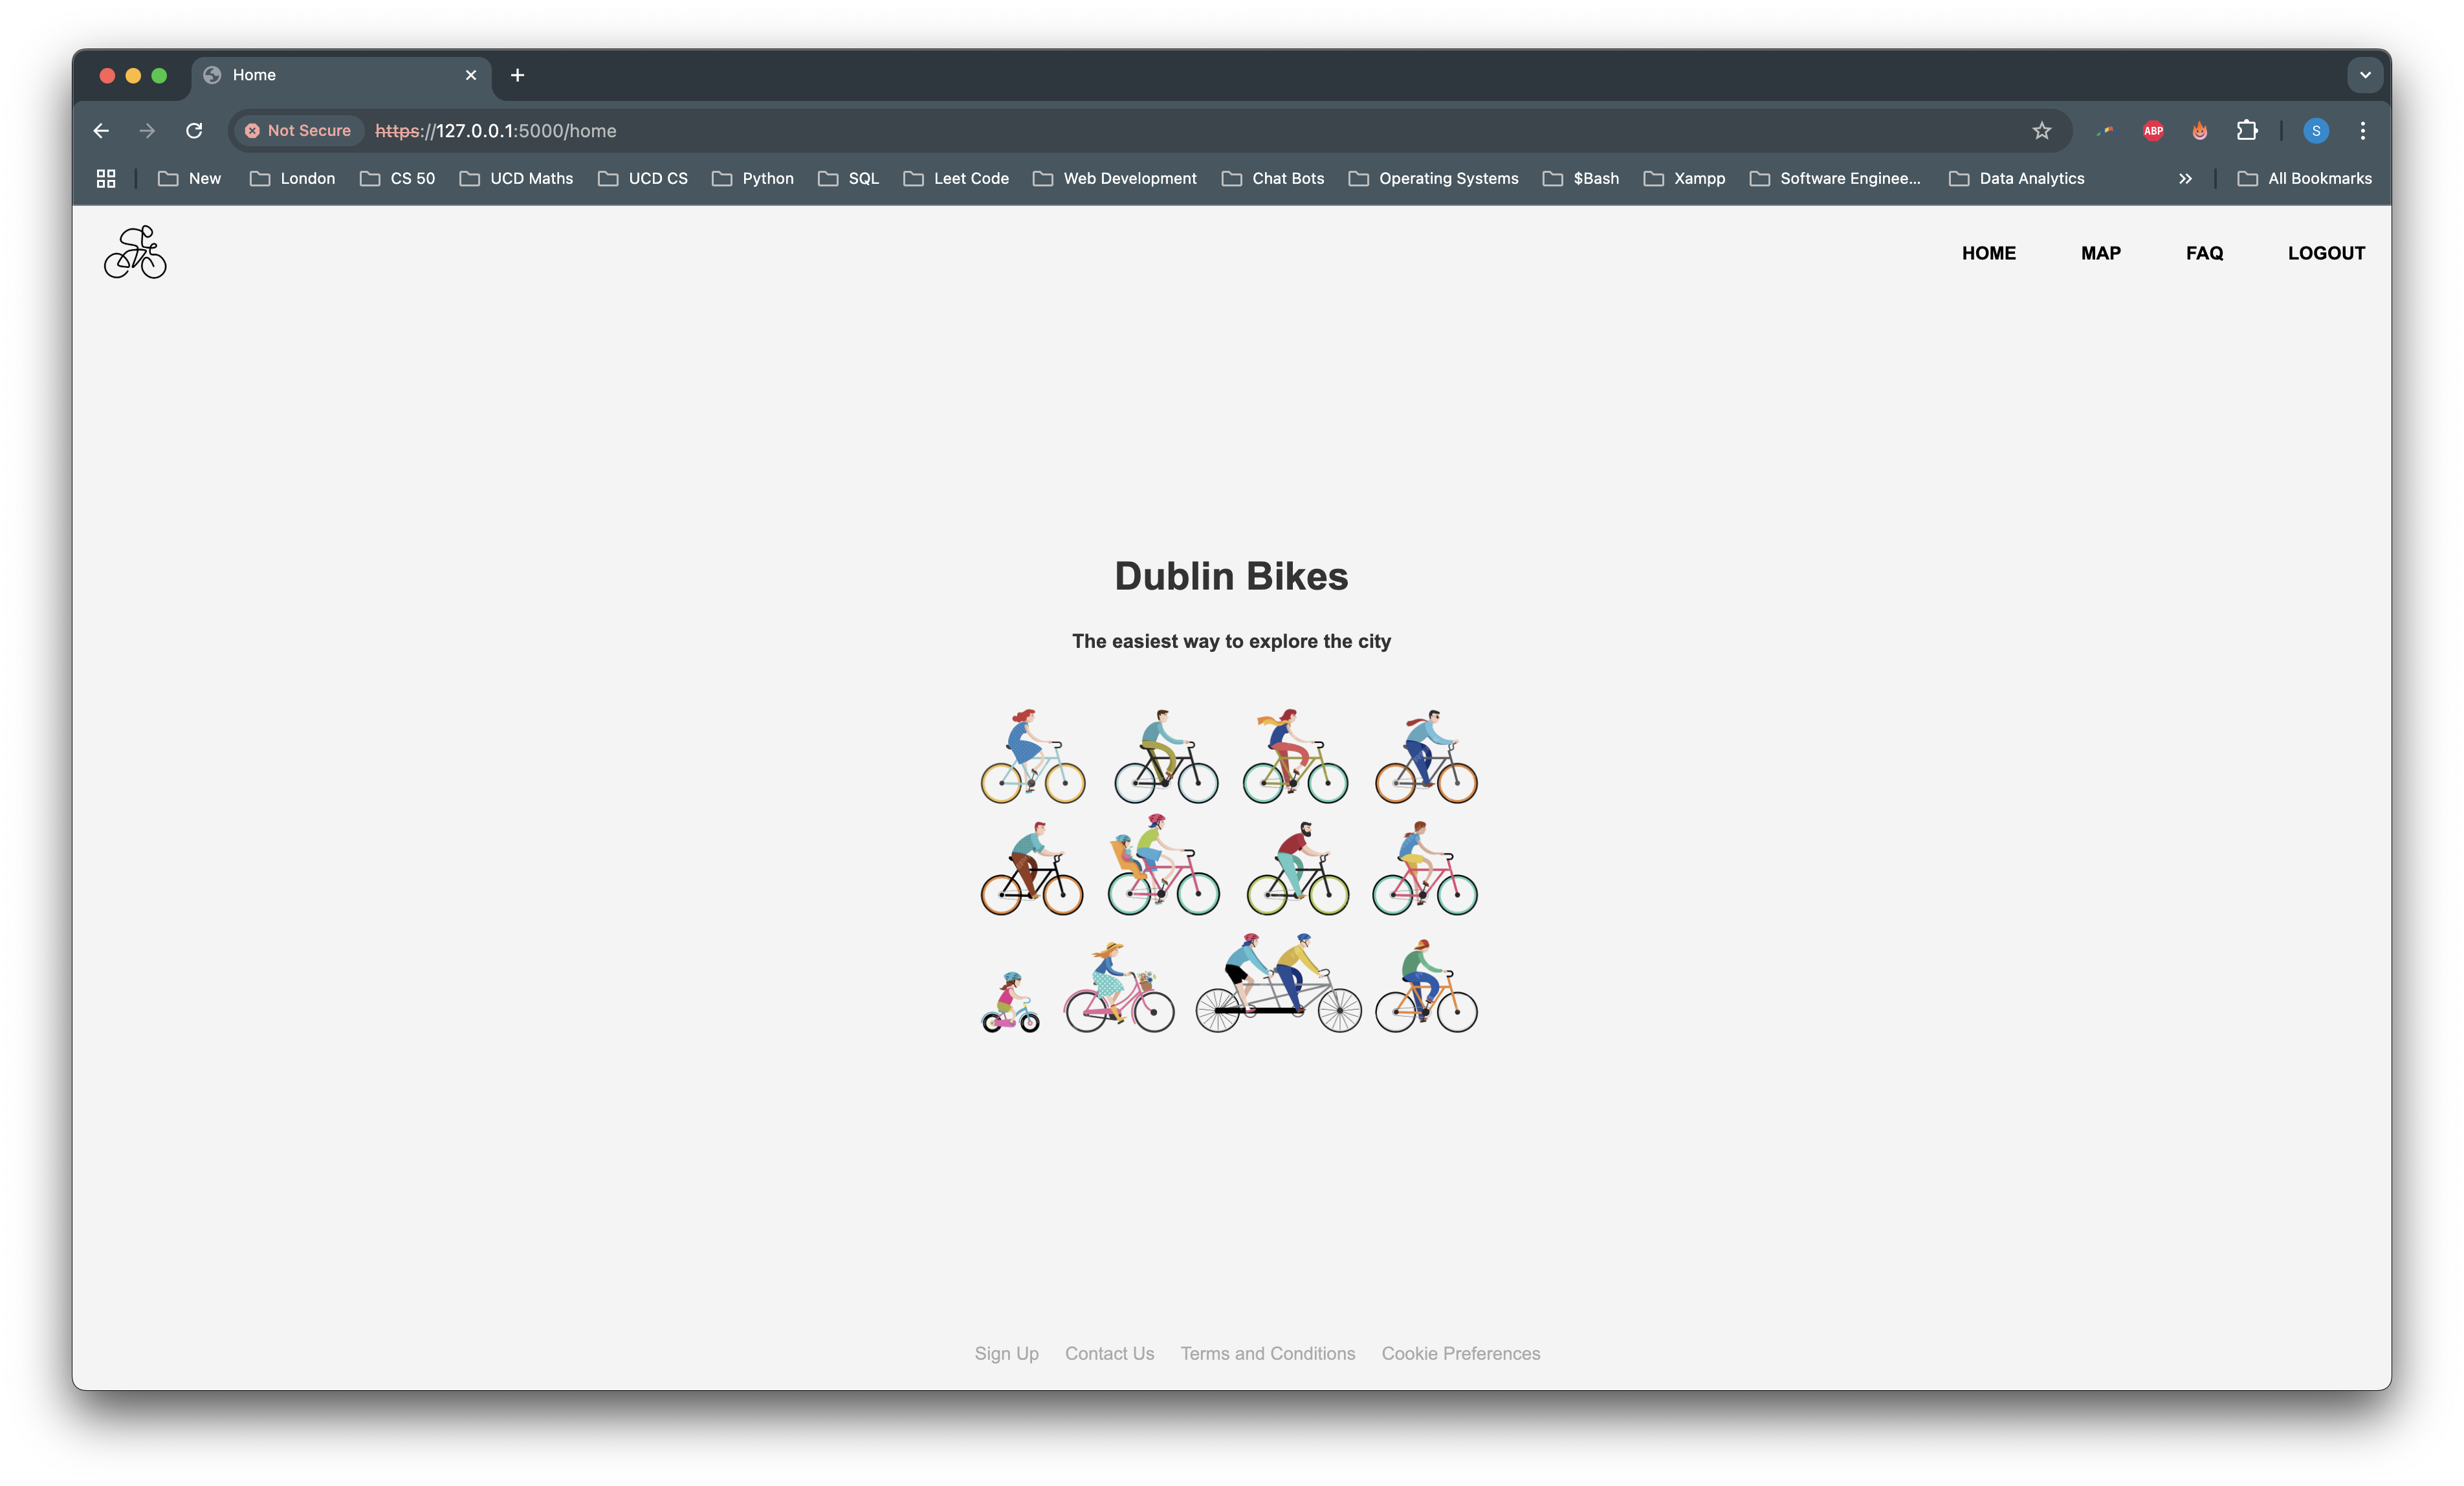 Home
Not Secure https://127.0.0.1:5000/home ABP S
New London CS 50 UCD Maths UCD CS Python SQL Leet Code Web Development Chat Bots Operating Systems $Bash Xampp Software Enginee... Data Analytics All Bookmarks
HOME MAP FAQ LOGOUT
Dublin Bikes
The easiest way to explore the city
Sign Up Contact Us Terms and Conditions Cookie Preferences